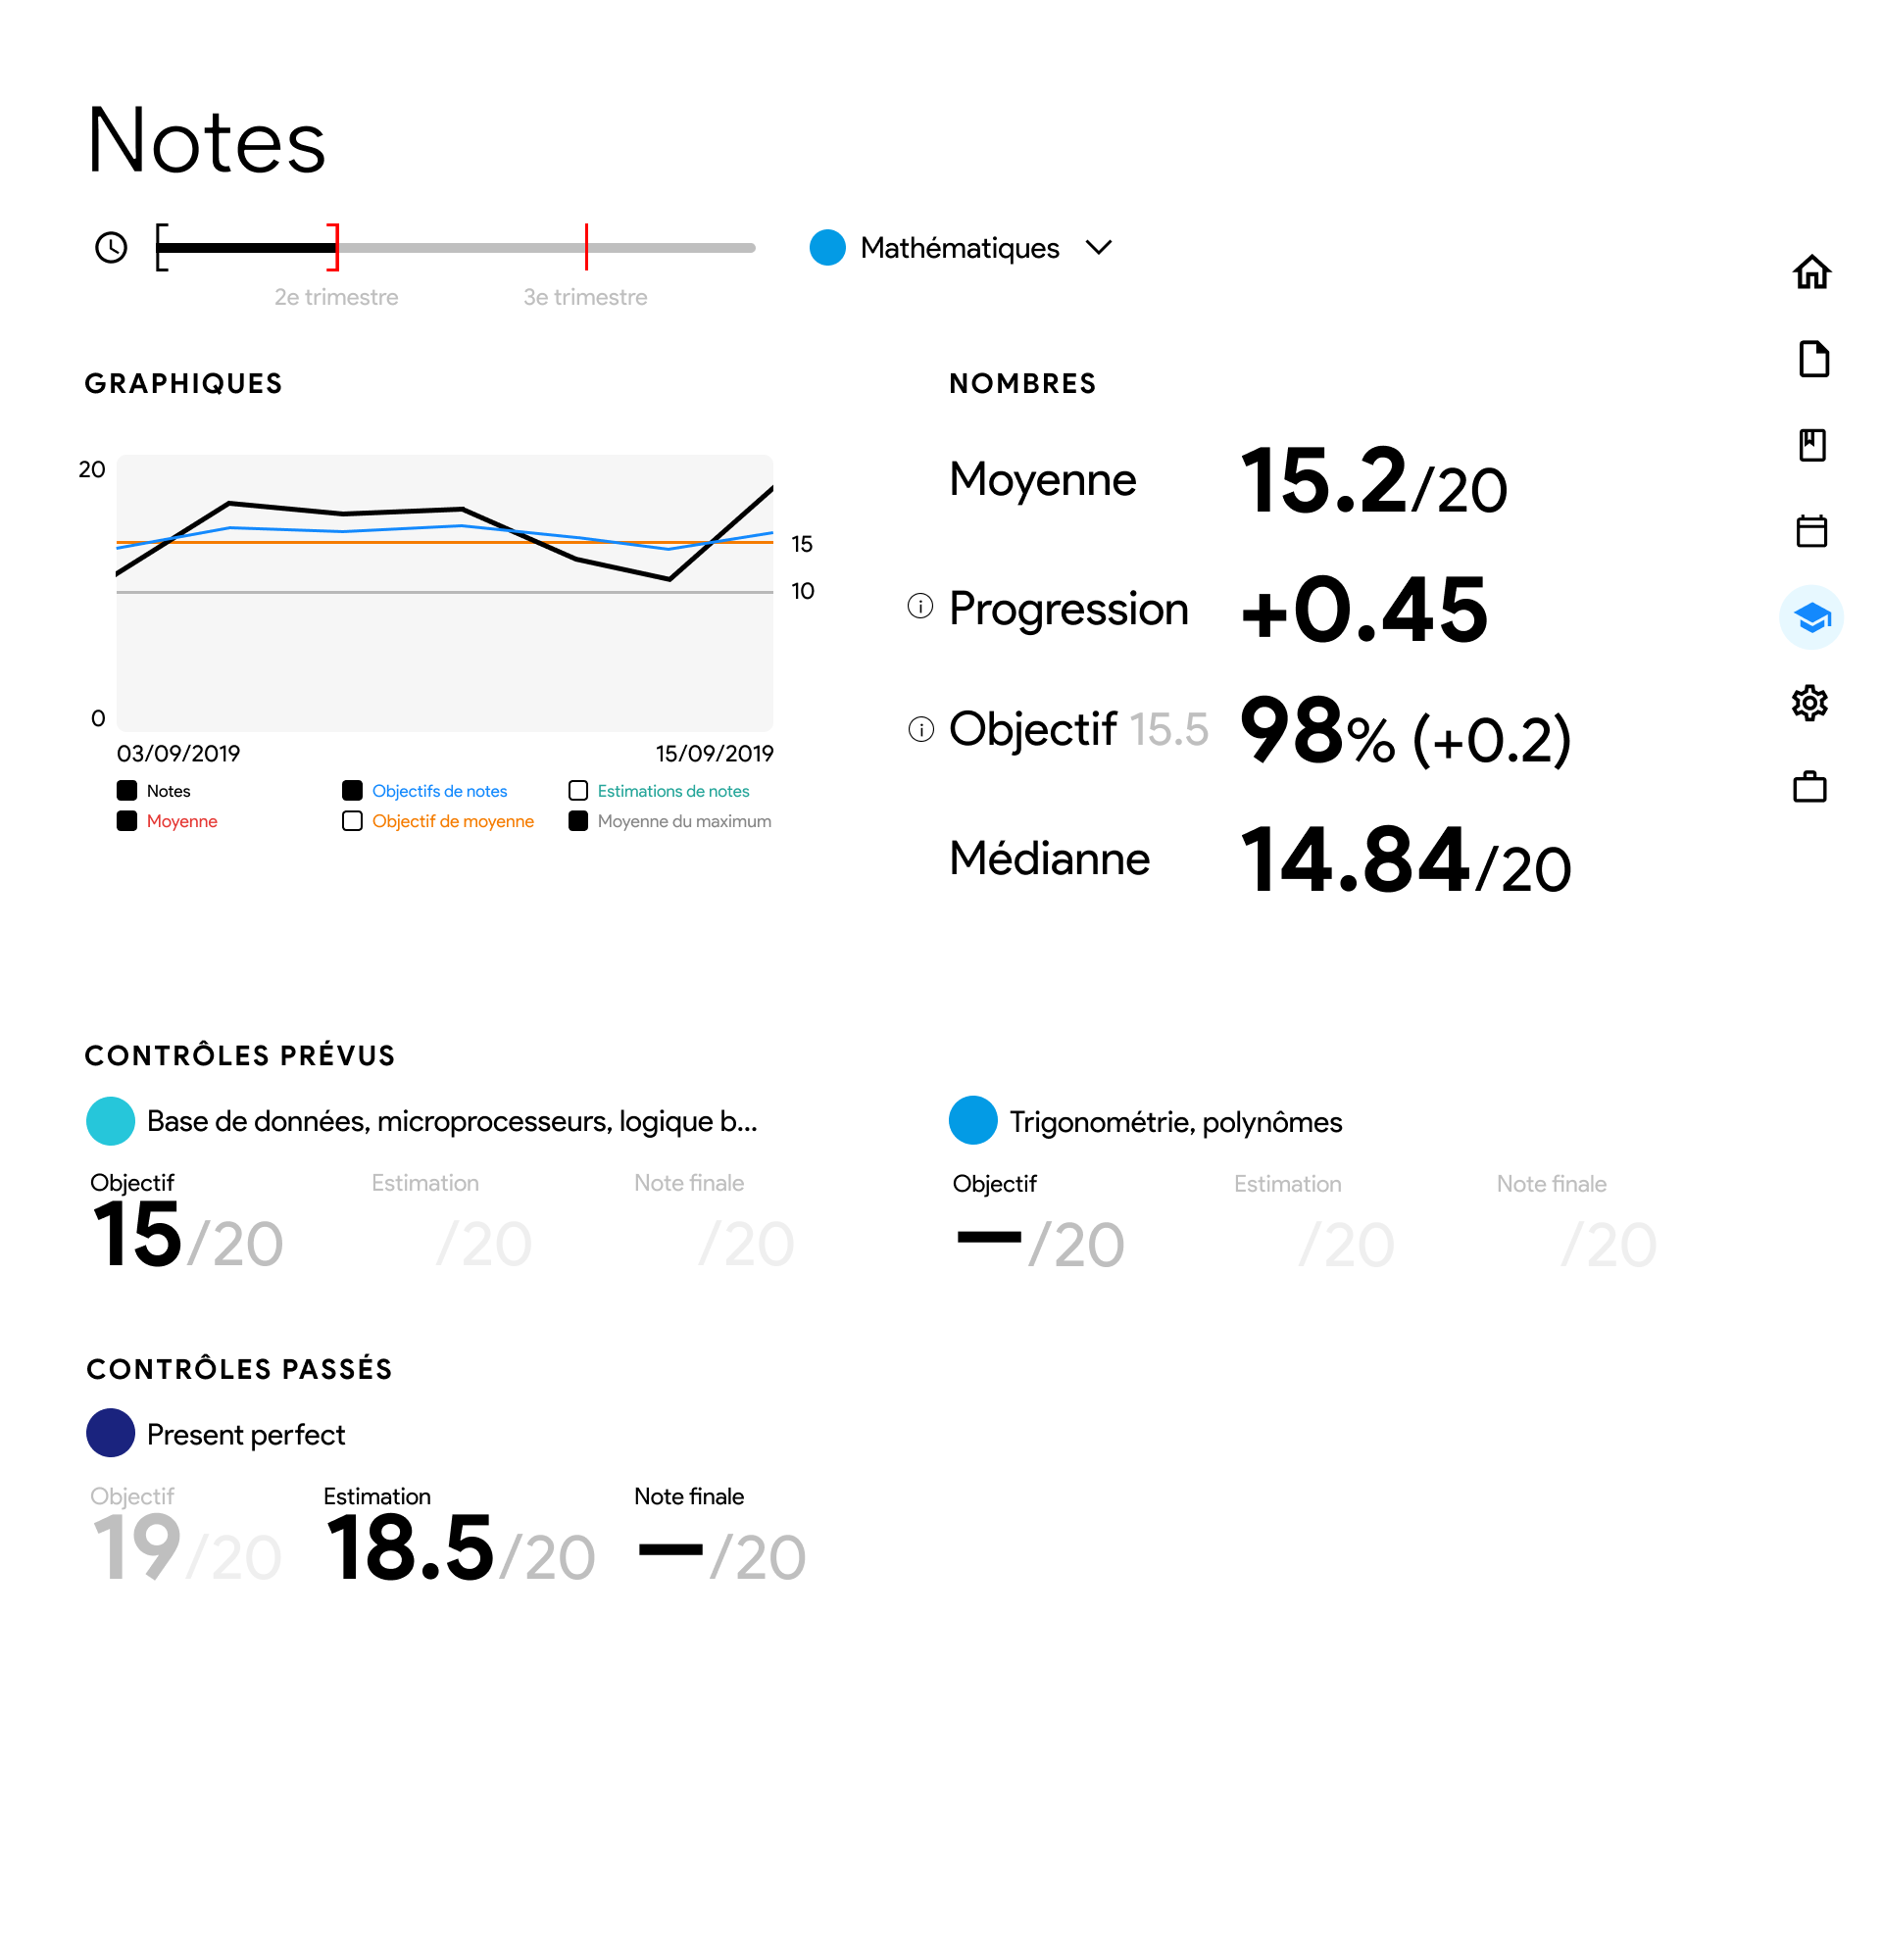 Notes
Mathématiques
2e trimestre 3e trimestre
GRAPHIQUES
20
15
10
0
03/09/2019 15/09/2019
Notes Objectifs de notes Estimations de notes
Moyenne Objectif de moyenne Moyenne du maximum
NOMBRES
Moyenne 15.2/20
Progression +0.45
Objectif 15.5 98% (+0.2)
Médianne 14.84/20
CONTRÔLES PRÉVUS
Base de données, microprocesseurs, logique b...
Objectif Estimation Note finale
15/20 /20 /20
Trigonométrie, polynômes
Objectif Estimation Note finale
—/20 /20 /20
CONTRÔLES PASSÉS
Present perfect
Objectif Estimation Note finale
19/20 18.5/20 —/20